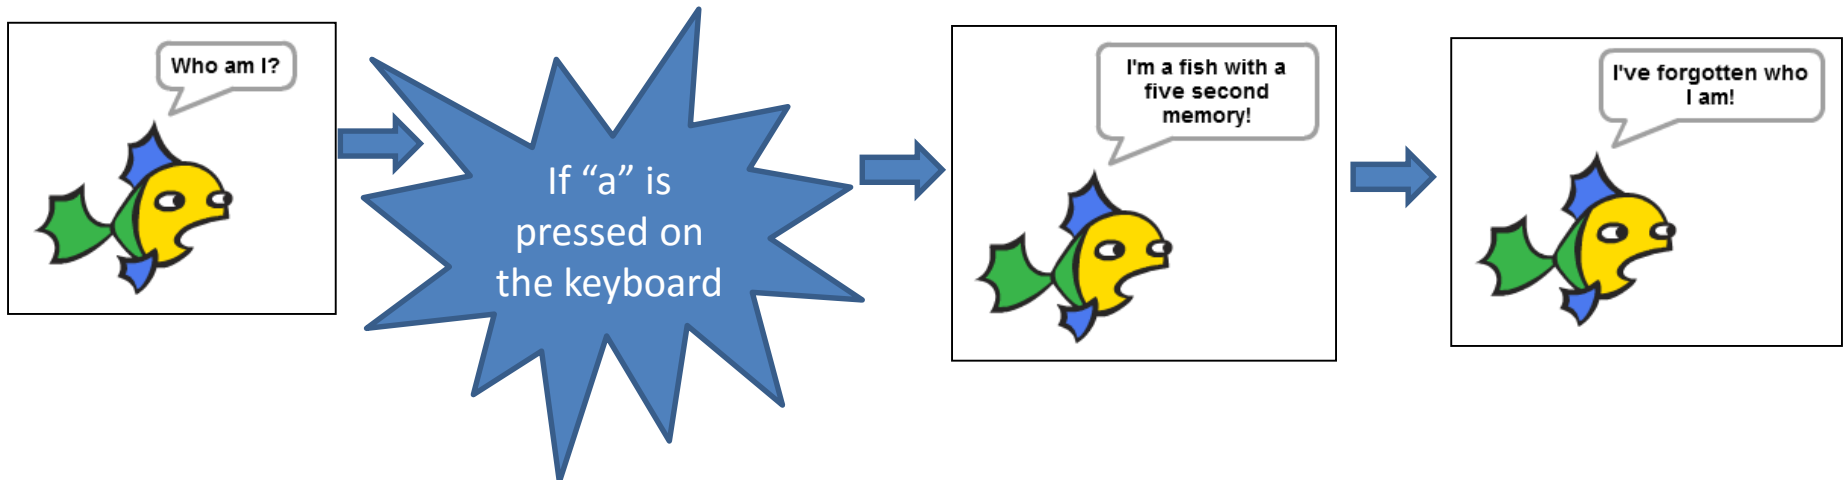 Who am I?
If “a” is
pressed on
the keyboard
I'm a fish with a
five second
memory!
I've forgotten who
I am!